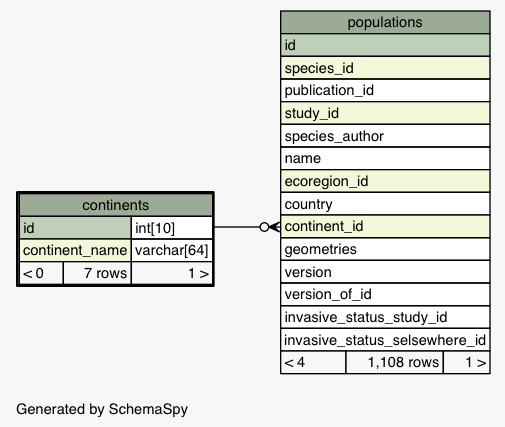 populations
id
species_id
publication_id
study_id
species_author
name
ecoregion_id
country
continent_id
geometries
version
version_of_id
invasive_status_study_id
invasive_status_selsewhere_id
< 4 1,108 rows 1 >
continents
id int[10]
continent_name varchar[64]
< 0 7 rows 1 >
Generated by SchemaSpy